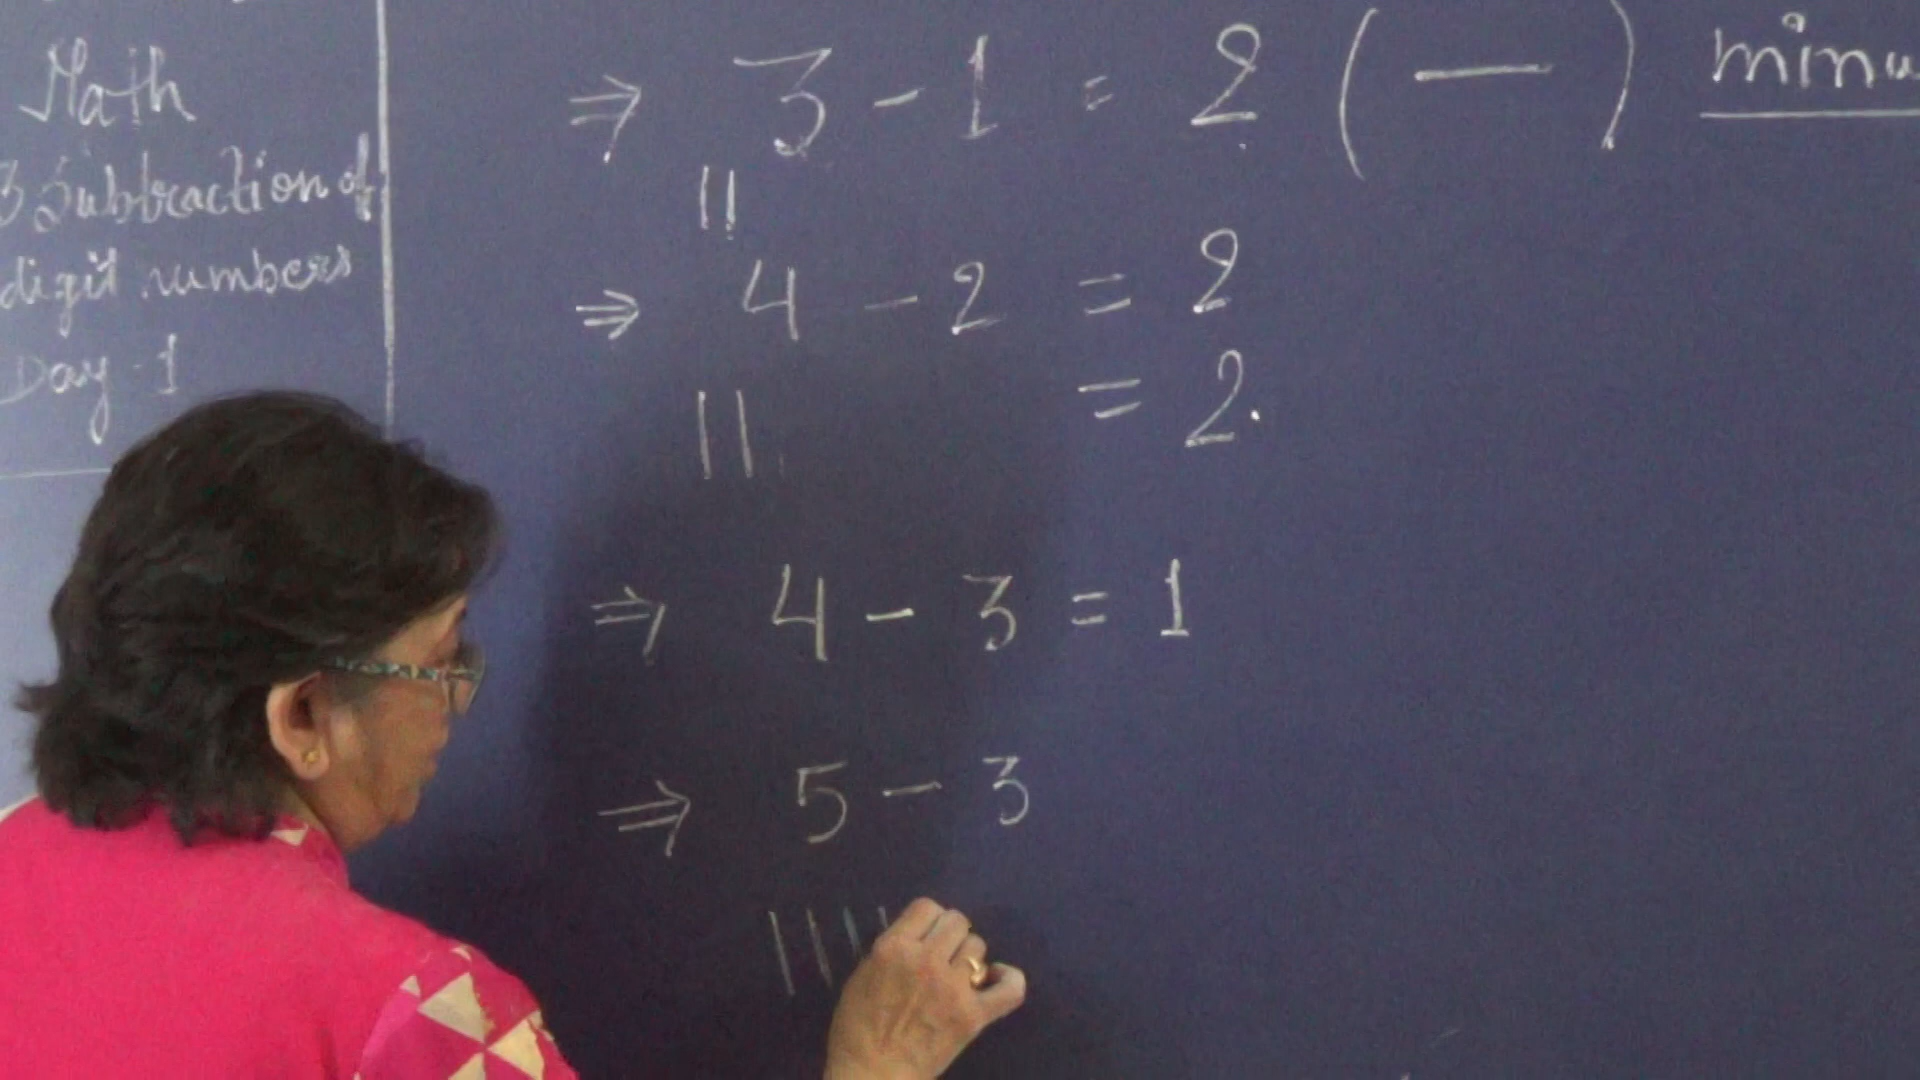 Math
3 Subtraction of
digit numbers
Day - 1
⇒ 3 - 1 = 2 ( — ) minu
||
⇒ 4 - 2 = 2
= 2.
||
⇒ 4 - 3 = 1
⇒ 5 - 3
||||